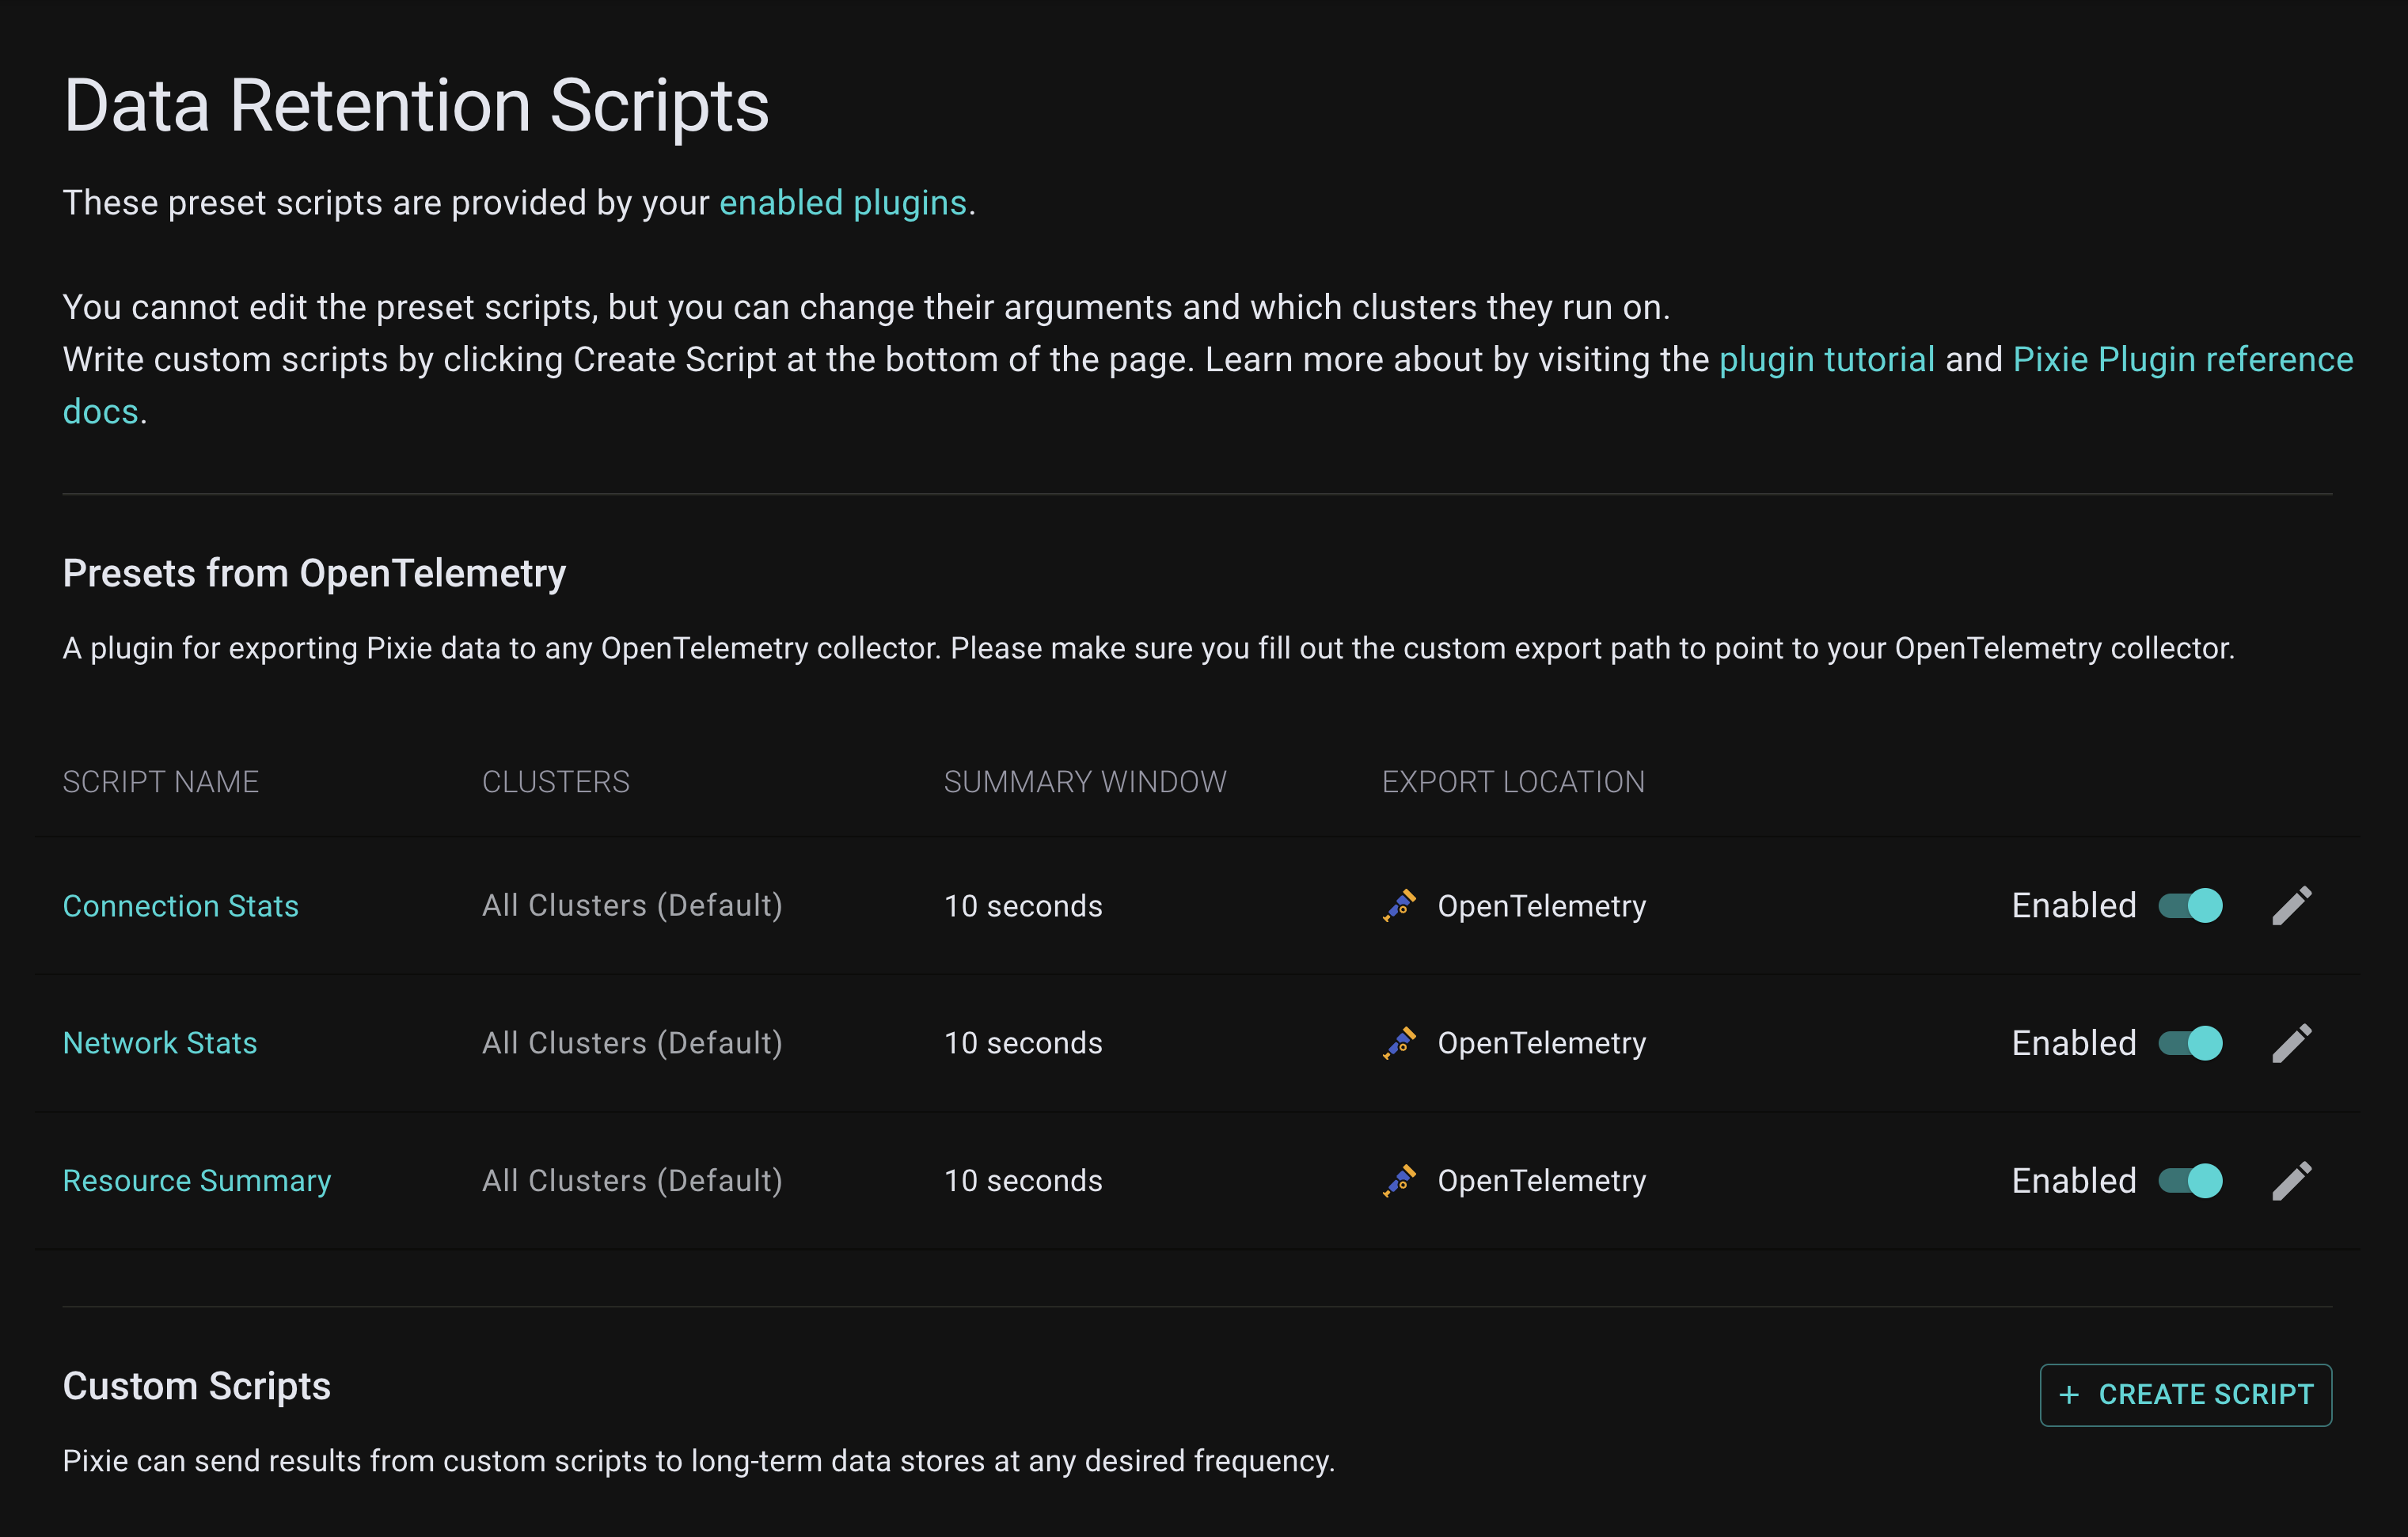 Data Retention Scripts
These preset scripts are provided by your enabled plugins.
You cannot edit the preset scripts, but you can change their arguments and which clusters they run on.
Write custom scripts by clicking Create Script at the bottom of the page. Learn more about by visiting the plugin tutorial and Pixie Plugin reference
docs.
Presets from OpenTelemetry
A plugin for exporting Pixie data to any OpenTelemetry collector. Please make sure you fill out the custom export path to point to your OpenTelemetry collector.
SCRIPT NAME CLUSTERS SUMMARY WINDOW EXPORT LOCATION
Connection Stats All Clusters (Default) 10 seconds OpenTelemetry Enabled
Network Stats All Clusters (Default) 10 seconds OpenTelemetry Enabled
Resource Summary All Clusters (Default) 10 seconds OpenTelemetry Enabled
Custom Scripts
+ CREATE SCRIPT
Pixie can send results from custom scripts to long-term data stores at any desired frequency.